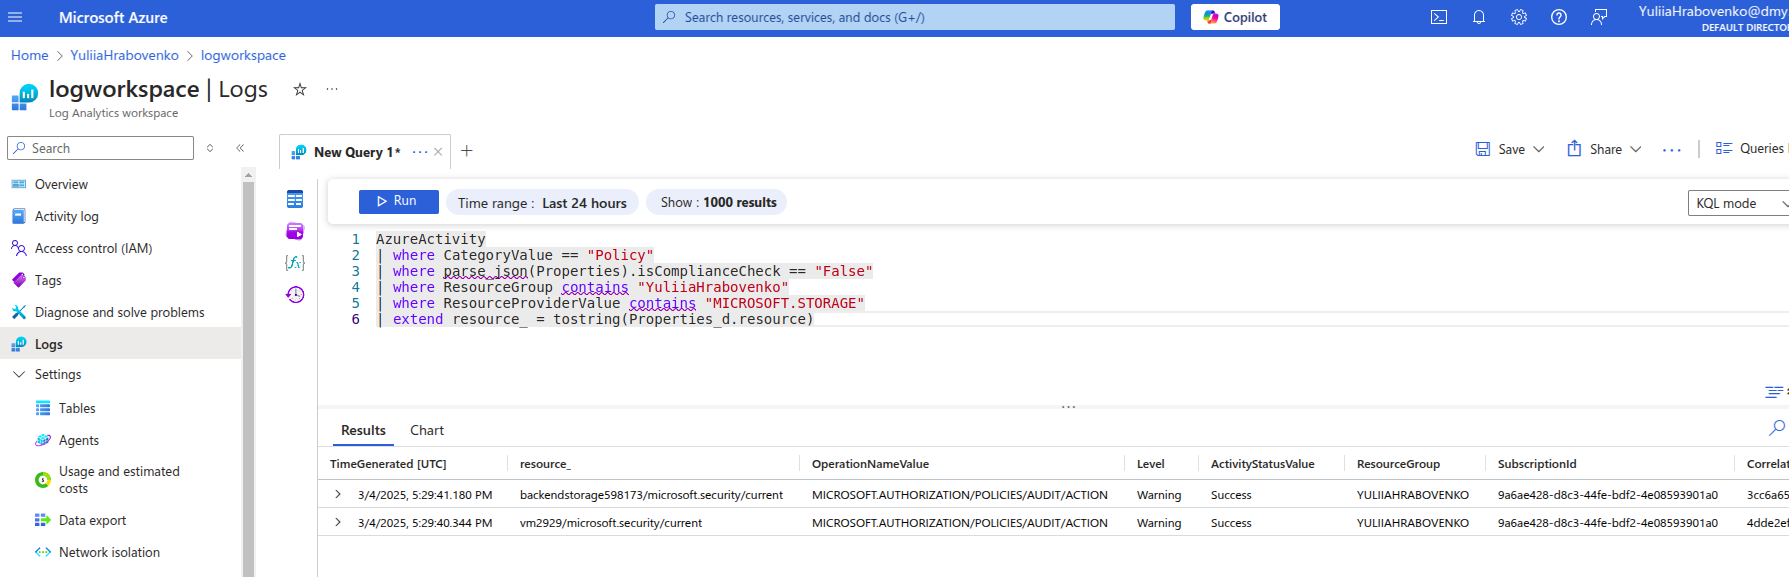 Microsoft Azure
Search resources, services, and docs (G+/)
Copilot
YuliiaHrabovenko@dmy
DEFAULT DIRECTO
Home > YuliiaHrabovenko > logworkspace
logworkspace | Logs
Log Analytics workspace
Search
New Query 1*
Save
Share
Queries
Overview
Activity log
Access control (IAM)
Tags
Diagnose and solve problems
Logs
Settings
Tables
Agents
Usage and estimated
costs
Data export
Network isolation
Run
Time range : Last 24 hours
Show : 1000 results
KQL mode
1 AzureActivity
2 | where CategoryValue == "Policy"
3 | where parse_json(Properties).isComplianceCheck == "False"
4 | where ResourceGroup contains "YuliiaHrabovenko"
5 | where ResourceProviderValue contains "MICROSOFT.STORAGE"
6 | extend resource_ = tostring(Properties_d.resource)
Results Chart
TimeGenerated [UTC] resource_ OperationNameValue Level ActivityStatusValue ResourceGroup SubscriptionId Correlat
3/4/2025, 5:29:41.180 PM backendstorage598173/microsoft.security/current MICROSOFT.AUTHORIZATION/POLICIES/AUDIT/ACTION Warning Success YULIIAHRABOVENKO 9a6ae428-d8c3-44fe-bdf2-4e08593901a0 3cc6a65
3/4/2025, 5:29:40.344 PM vm2929/microsoft.security/current MICROSOFT.AUTHORIZATION/POLICIES/AUDIT/ACTION Warning Success YULIIAHRABOVENKO 9a6ae428-d8c3-44fe-bdf2-4e08593901a0 4dde2ef